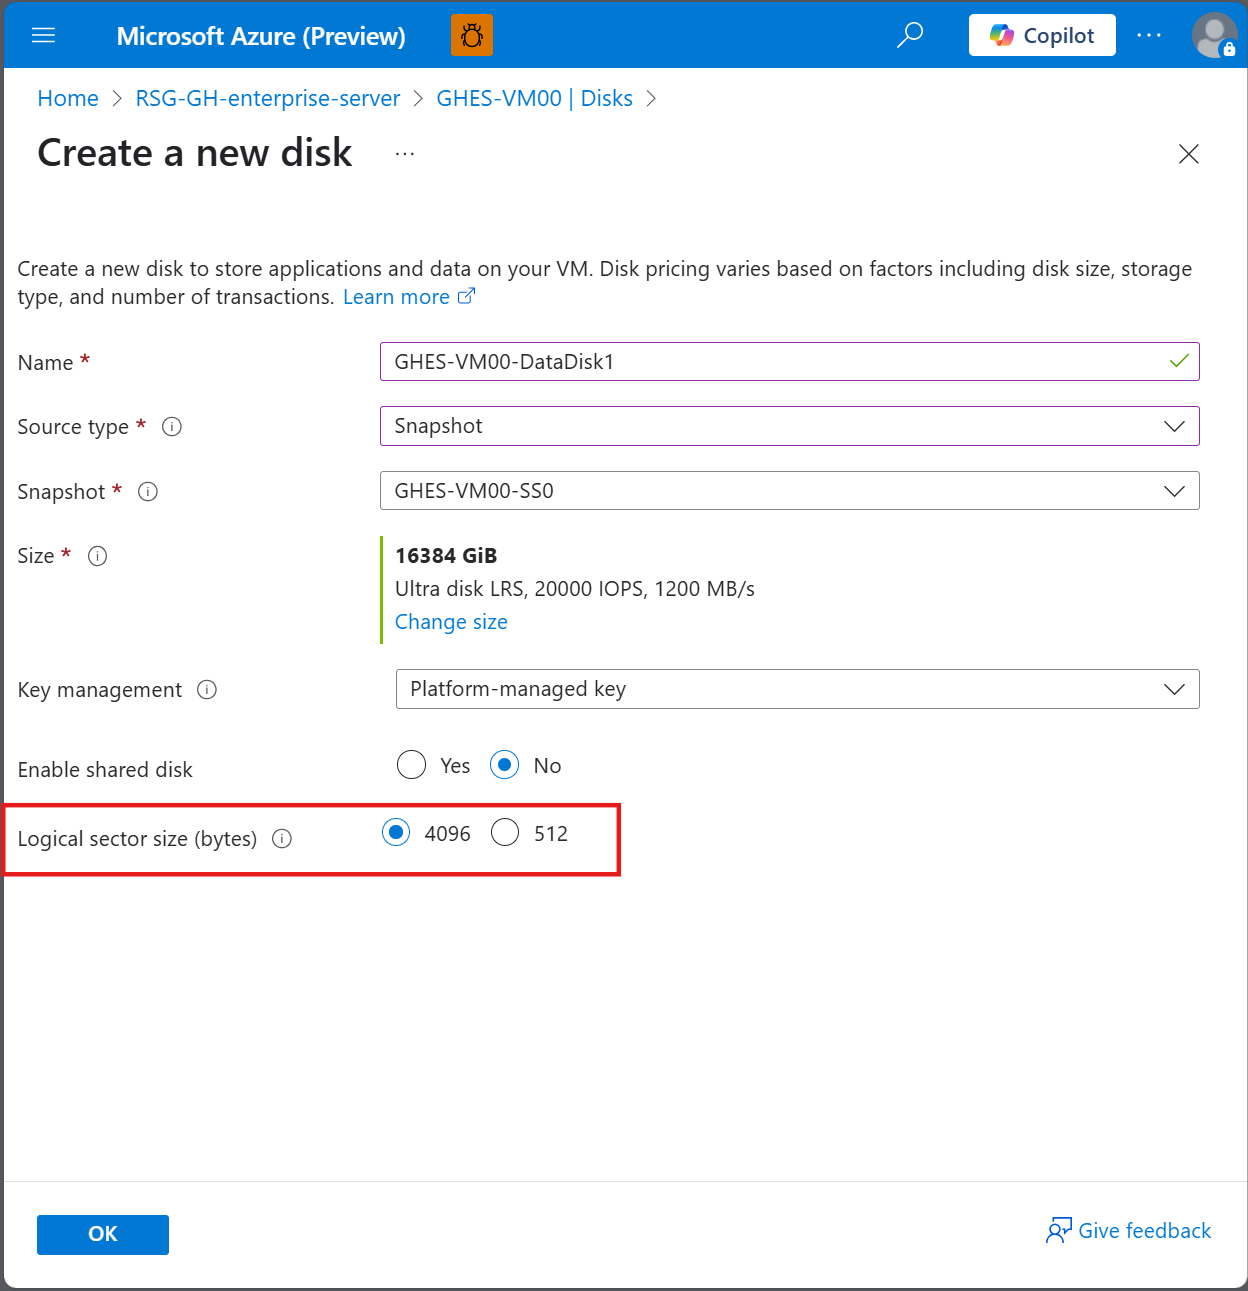 Microsoft Azure (Preview)
Copilot
Home > RSG-GH-enterprise-server > GHES-VM00 | Disks >
Create a new disk ...
Create a new disk to store applications and data on your VM. Disk pricing varies based on factors including disk size, storage
type, and number of transactions. Learn more
Name *
GHES-VM00-DataDisk1
Source type *
Snapshot
Snapshot *
GHES-VM00-SS0
Size *
16384 GiB
Ultra disk LRS, 20000 IOPS, 1200 MB/s
Change size
Key management
Platform-managed key
Enable shared disk
Yes No
Logical sector size (bytes)
4096 512
OK
Give feedback